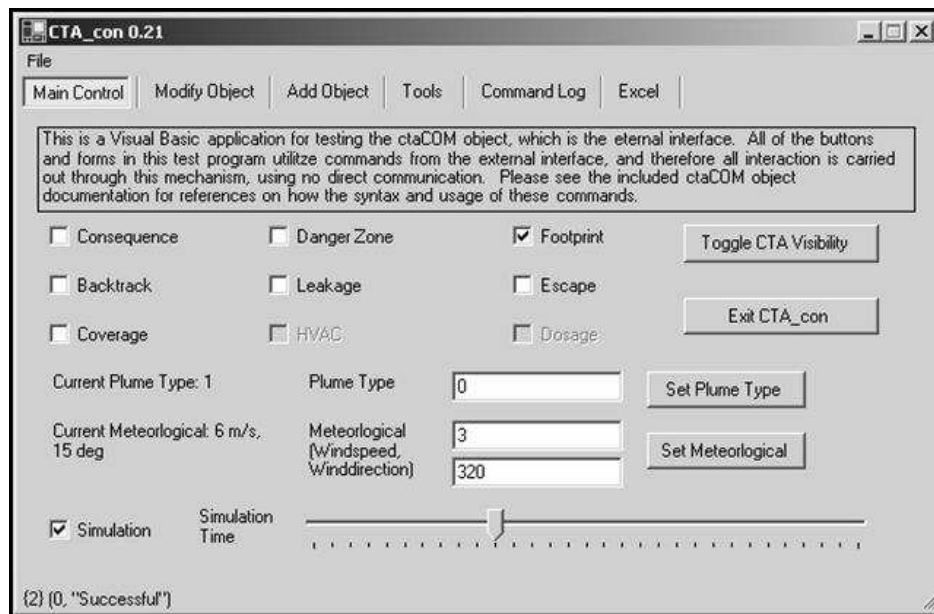 CTA_con 0.21
File
Main Control Modify Object Add Object Tools Command Log Excel
This is a Visual Basic application for testing the ctaCOM object, which is the eternal interface. All of the buttons
and forms in this test program utilitze commands from the external interface, and therefore all interaction is carried
out through this mechanism, using no direct communication. Please see the included ctaCOM object
documentation for references on how the syntax and usage of these commands.
Consequence Danger Zone Footprint Toggle CTA Visibility
Backtrack Leakage Escape
Exit CTA_con
Coverage HVAC Dosage
Current Plume Type: 1 Plume Type 0 Set Plume Type
Current Meteorlogical: 6 m/s,
15 deg
Meteorlogical
(Windspeed,
Winddirection)
3
320
Set Meteorlogical
Simulation
Simulation
Time
{2} (0, "Successful")